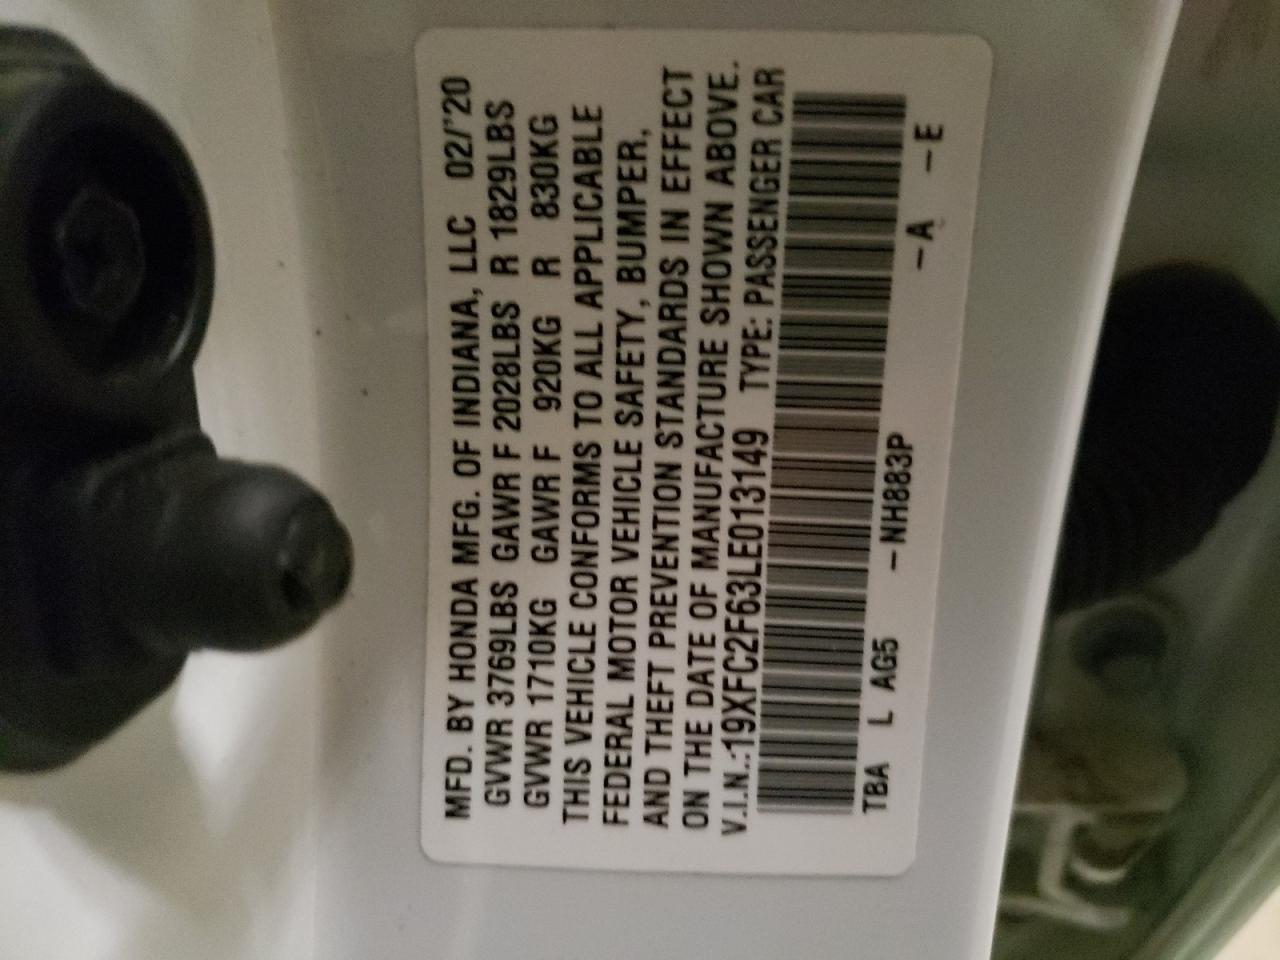 MFD. BY HONDA MFG. OF INDIANA, LLC 02/'20
GVWR 3769LBS GAWR F 2028LBS R 1829LBS
GVWR 1710KG GAWR F 920KG R 830KG
THIS VEHICLE CONFORMS TO ALL APPLICABLE
FEDERAL MOTOR VEHICLE SAFETY, BUMPER,
AND THEFT PREVENTION STANDARDS IN EFFECT
ON THE DATE OF MANUFACTURE SHOWN ABOVE.
V.I.N.:19XFC2F63LE013149 TYPE: PASSENGER CAR
TBA L AG5 -NH883P -A -E